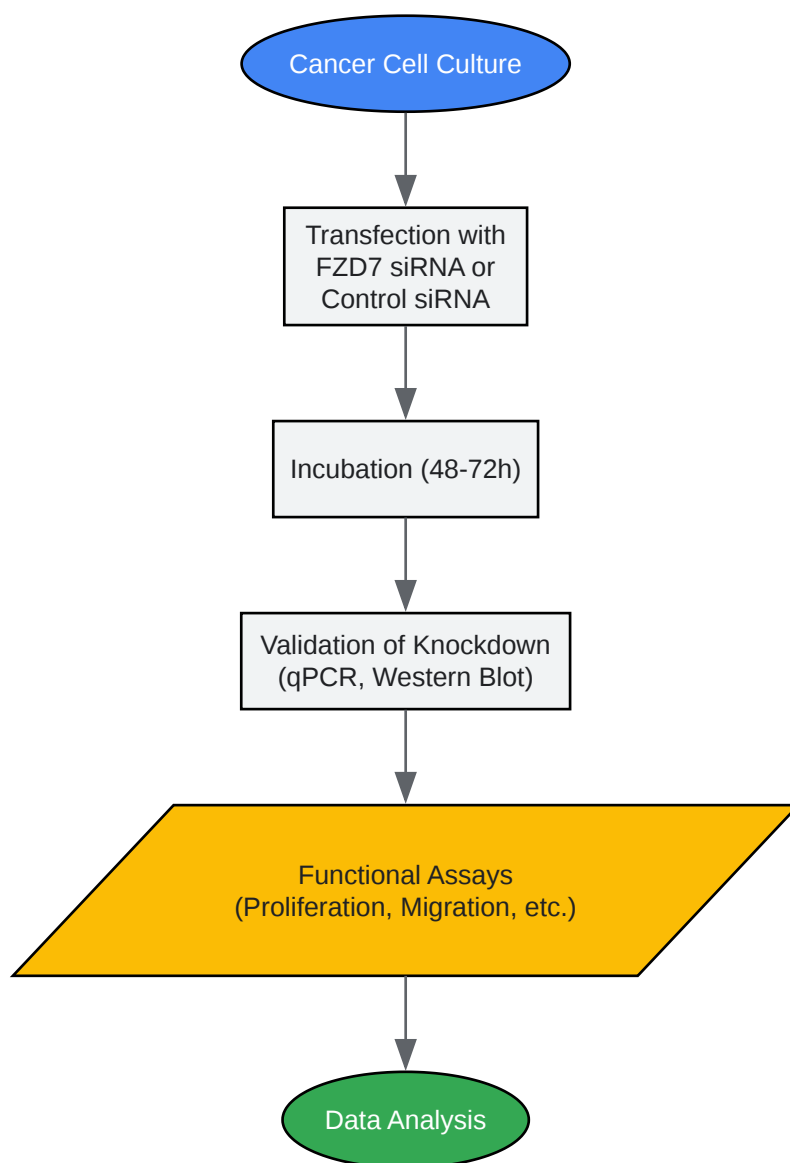 Cancer Cell Culture
Transfection with
FZD7 siRNA or
Control siRNA
Incubation (48-72h)
Validation of Knockdown
(qPCR, Western Blot)
Functional Assays
(Proliferation, Migration, etc.)
Data Analysis